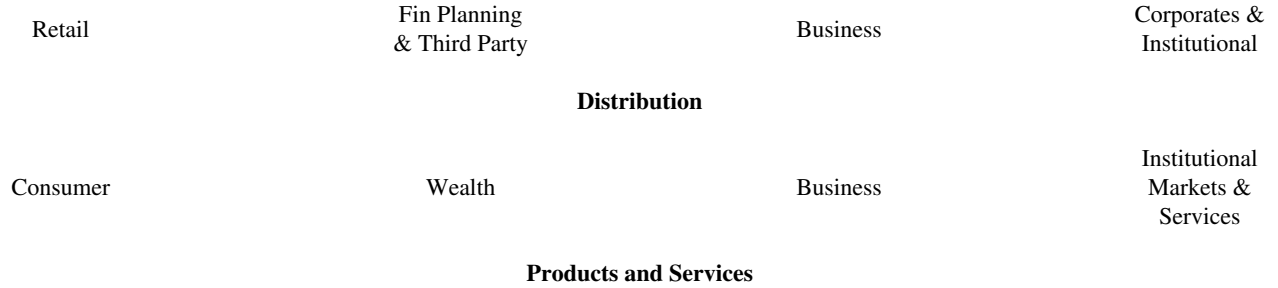 Retail
Fin Planning
& Third Party
Business
Corporates &
Institutional
Distribution
Consumer
Wealth
Business
Institutional
Markets &
Services
Products and Services